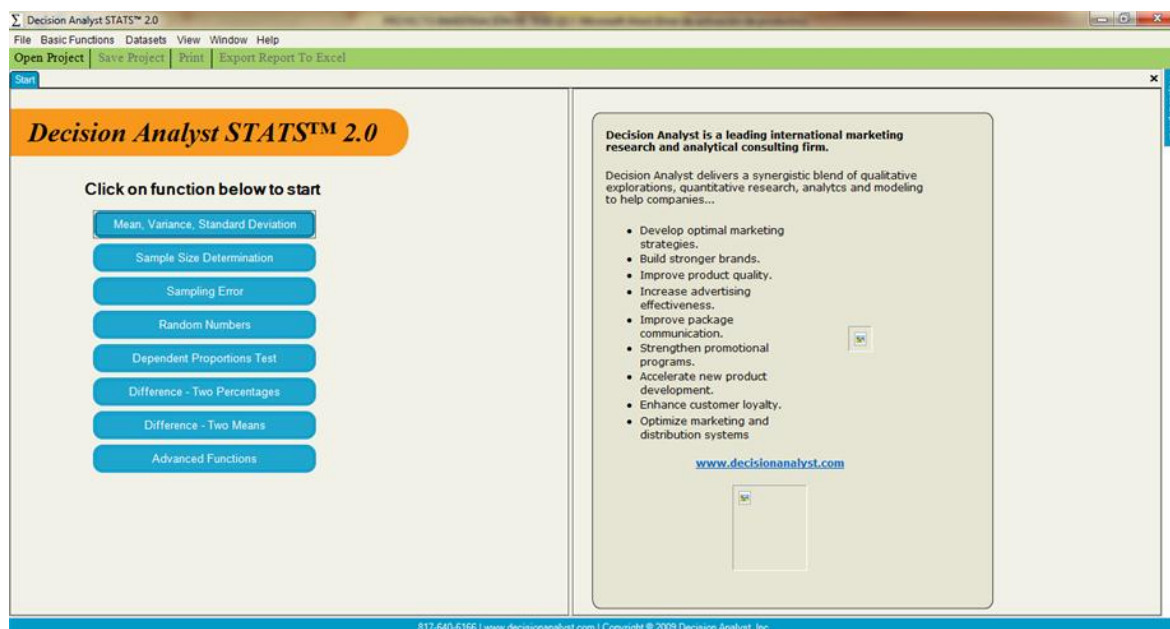 Decision Analyst STATS™ 2.0
File Basic Functions Datasets View Window Help
Open Project Save Project Print Export Report To Excel
Start
Decision Analyst STATS™ 2.0
Click on function below to start
Mean, Variance, Standard Deviation
Sample Size Determination
Sampling Error
Random Numbers
Dependent Proportions Test
Difference - Two Percentages
Difference - Two Means
Advanced Functions
Decision Analyst is a leading international marketing
research and analytical consulting firm.
Decision Analyst delivers a synergistic blend of qualitative
explorations, quantitative research, analytcs and modeling
to help companies...
• Develop optimal marketing
strategies.
• Build stronger brands.
• Improve product quality.
• Increase advertising
effectiveness.
• Improve package
communication.
• Strengthen promotional
programs.
• Accelerate new product
development.
• Enhance customer loyalty.
• Optimize marketing and
distribution systems
www.decisionanalyst.com
817-640-6166 | www.decisionanalyst.com | Copyright © 2009 Decision Analyst, Inc.